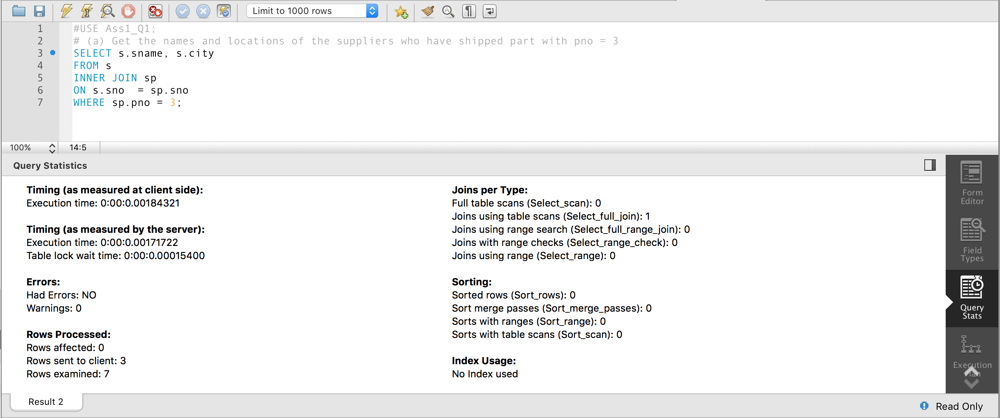 Limit to 1000 rows
1 #USE Ass1_Q1;
2 # (a) Get the names and locations of the suppliers who have shipped part with pno = 3
3 SELECT s.sname, s.city
4 FROM s
5 INNER JOIN sp
6 ON s.sno  = sp.sno
7 WHERE sp.pno = 3;
100% 14:5
Query Statistics
Timing (as measured at client side):
Execution time: 0:00:0.00184321
Timing (as measured by the server):
Execution time: 0:00:0.00171722
Table lock wait time: 0:00:0.00015400
Errors:
Had Errors: NO
Warnings: 0
Rows Processed:
Rows affected: 0
Rows sent to client: 3
Rows examined: 7
Joins per Type:
Full table scans (Select_scan): 0
Joins using table scans (Select_full_join): 1
Joins using range search (Select_full_range_join): 0
Joins with range checks (Select_range_check): 0
Joins using range (Select_range): 0
Sorting:
Sorted rows (Sort_rows): 0
Sort merge passes (Sort_merge_passes): 0
Sorts with ranges (Sort_range): 0
Sorts with table scans (Sort_scan): 0
Index Usage:
No Index used
Form
Editor
Field
Types
Query
Stats
Execution
Plan
Result 2
Read Only